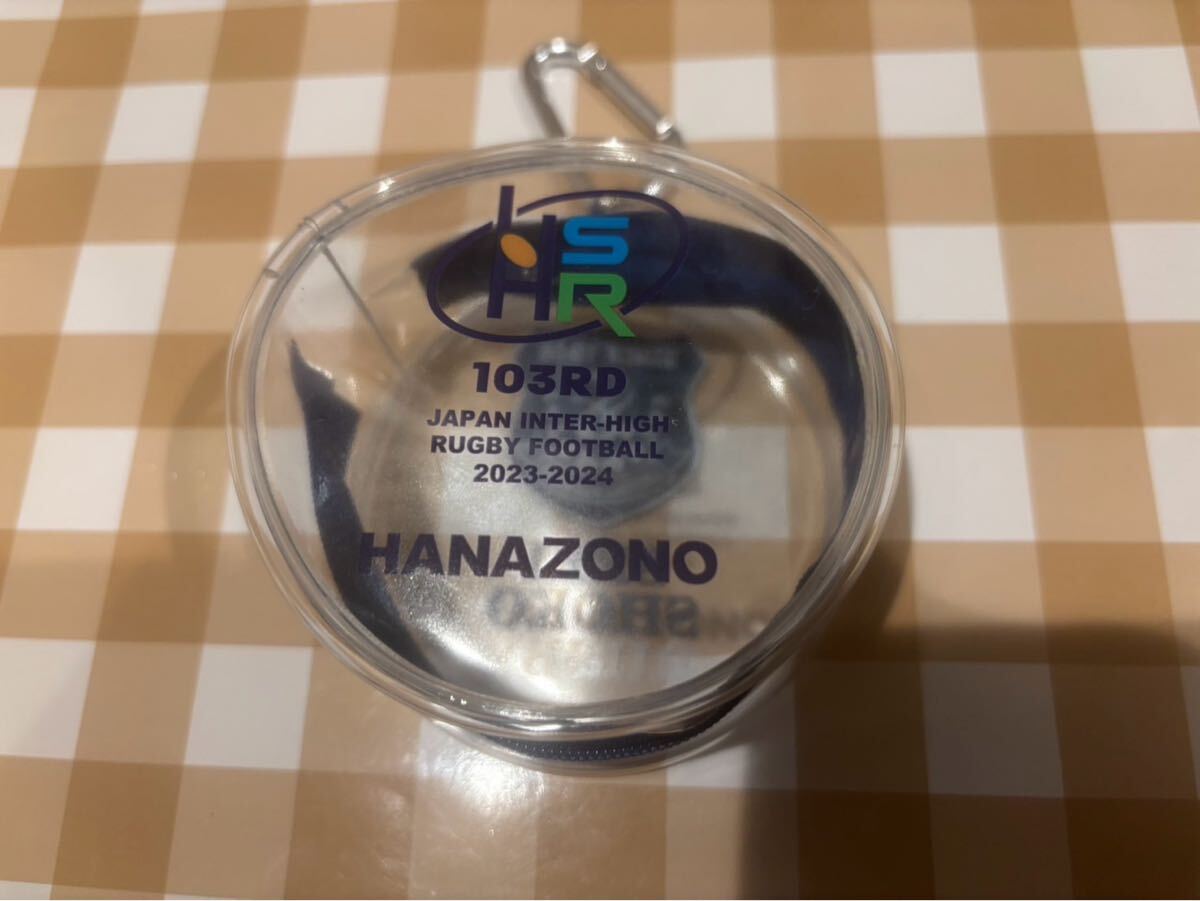 HSR
103RD
JAPAN INTER-HIGH
RUGBY FOOTBALL
2023-2024
HANAZONO